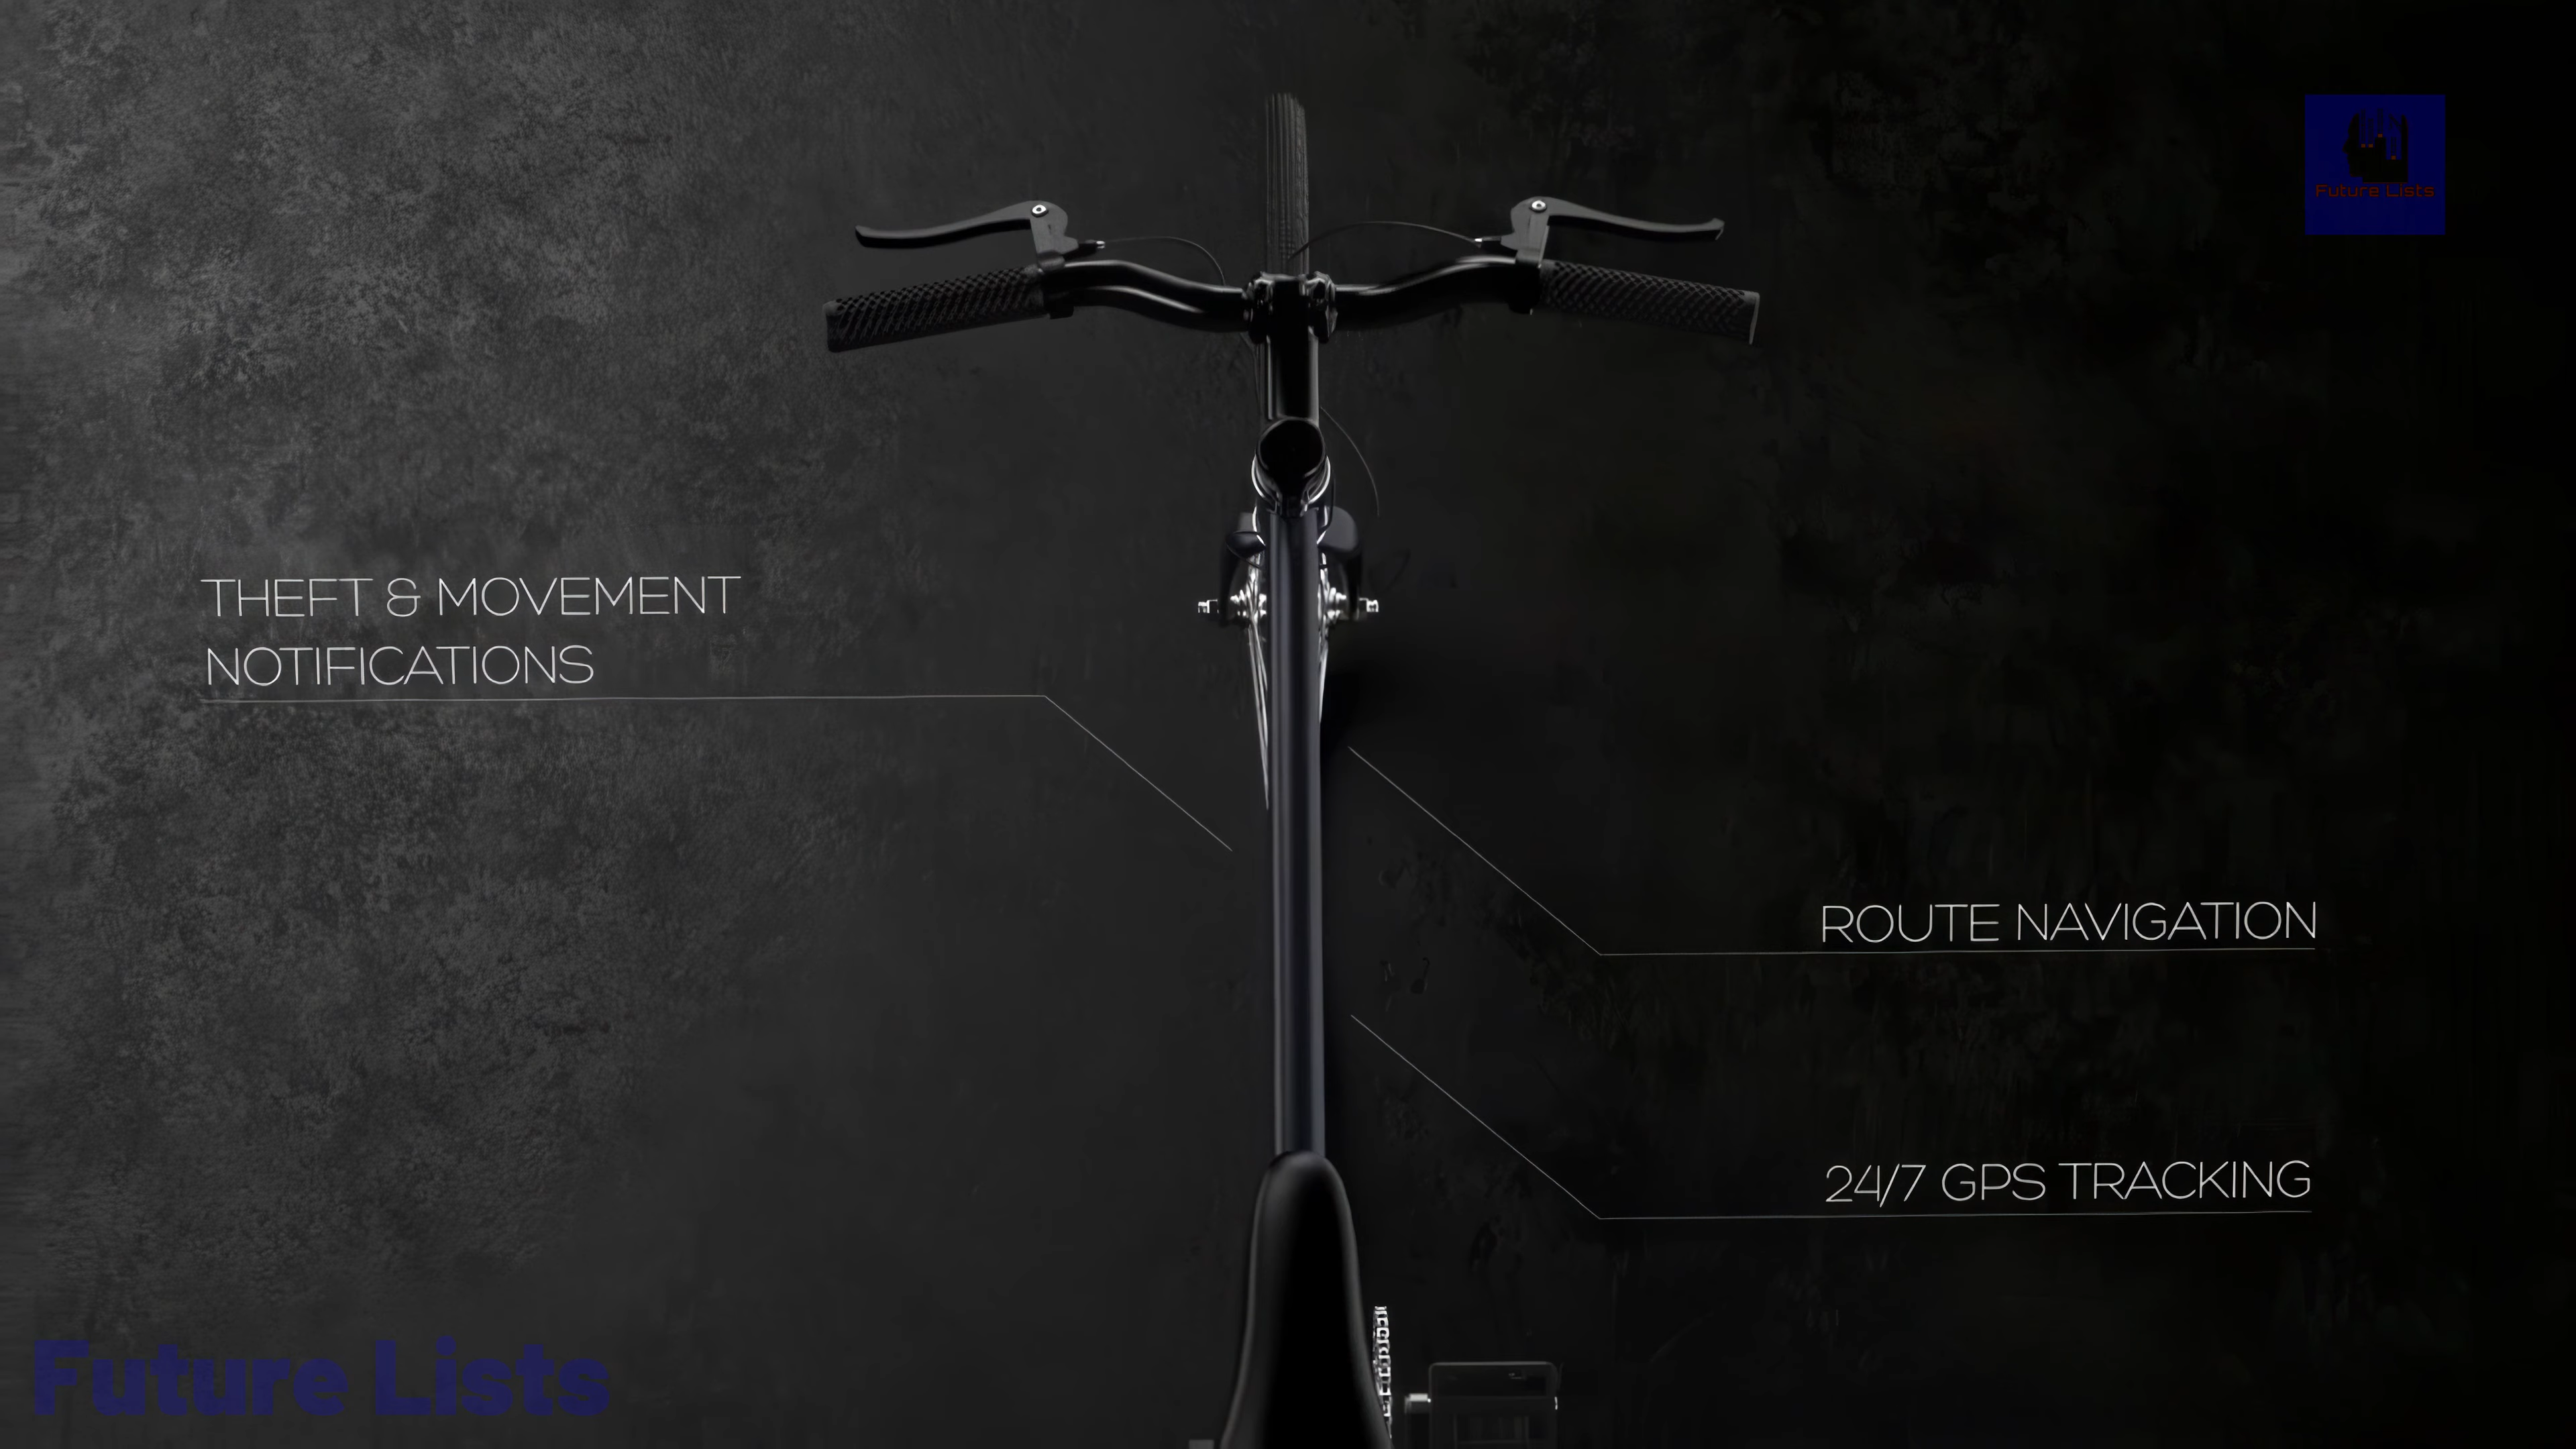 Future Lists
THEFT & MOVEMENT
NOTIFICATIONS
ROUTE NAVIGATION
24/7 GPS TRACKING
Future Lists